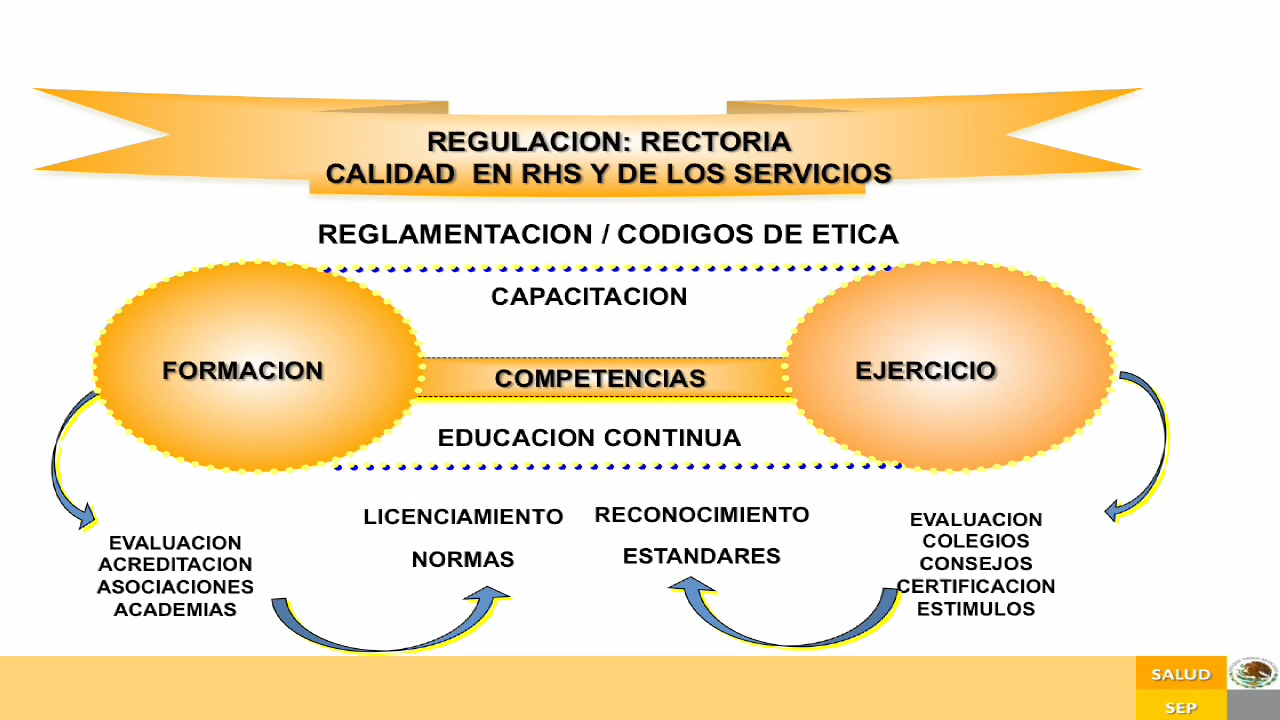 REGULACION: RECTORIA
CALIDAD EN RHS Y DE LOS SERVICIOS
REGLAMENTACION / CODIGOS DE ETICA
CAPACITACION
FORMACION
COMPETENCIAS
EJERCICIO
EDUCACION CONTINUA
EVALUACION
ACREDITACION
ASOCIACIONES
ACADEMIAS
LICENCIAMIENTO
NORMAS
RECONOCIMIENTO
ESTANDARES
EVALUACION
COLEGIOS
CONSEJOS
CERTIFICACION
ESTIMULOS
SALUD
SEP